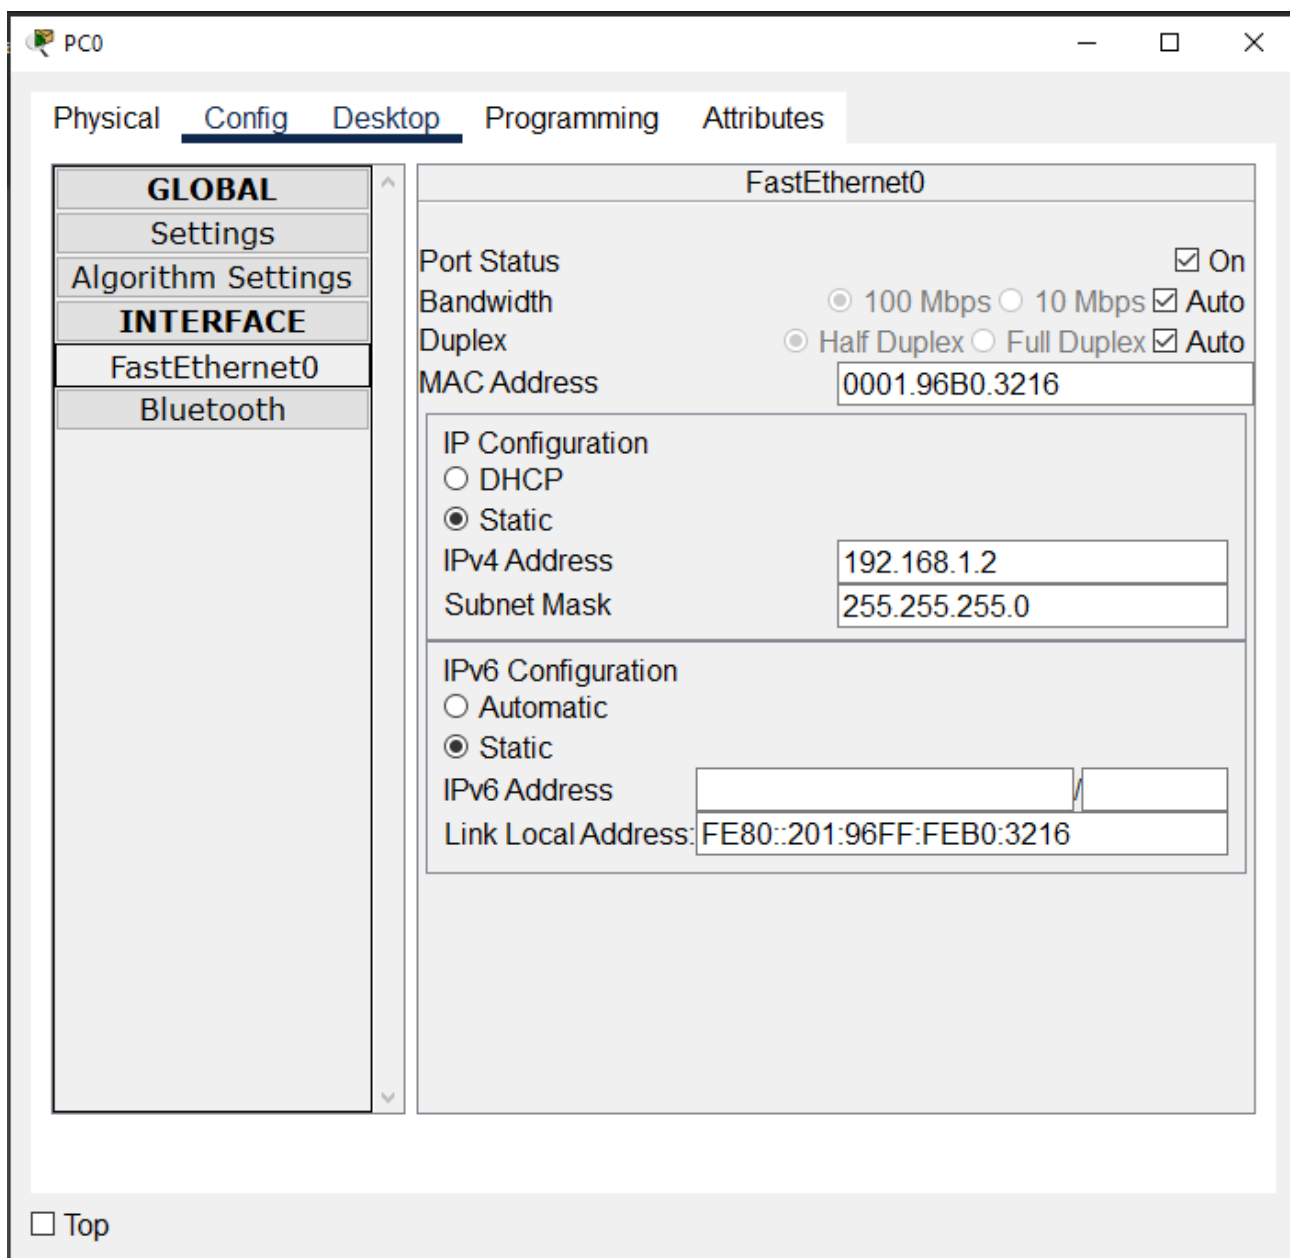 PC0
Physical Config Desktop Programming Attributes
GLOBAL
Settings
Algorithm Settings
INTERFACE
FastEthernet0
Bluetooth
FastEthernet0
Port Status On
Bandwidth 100 Mbps 10 Mbps Auto
Duplex Half Duplex Full Duplex Auto
MAC Address 0001.96B0.3216
IP Configuration
DHCP
Static
IPv4 Address 192.168.1.2
Subnet Mask 255.255.255.0
IPv6 Configuration
Automatic
Static
IPv6 Address /
Link Local Address: FE80::201:96FF:FEB0:3216
Top